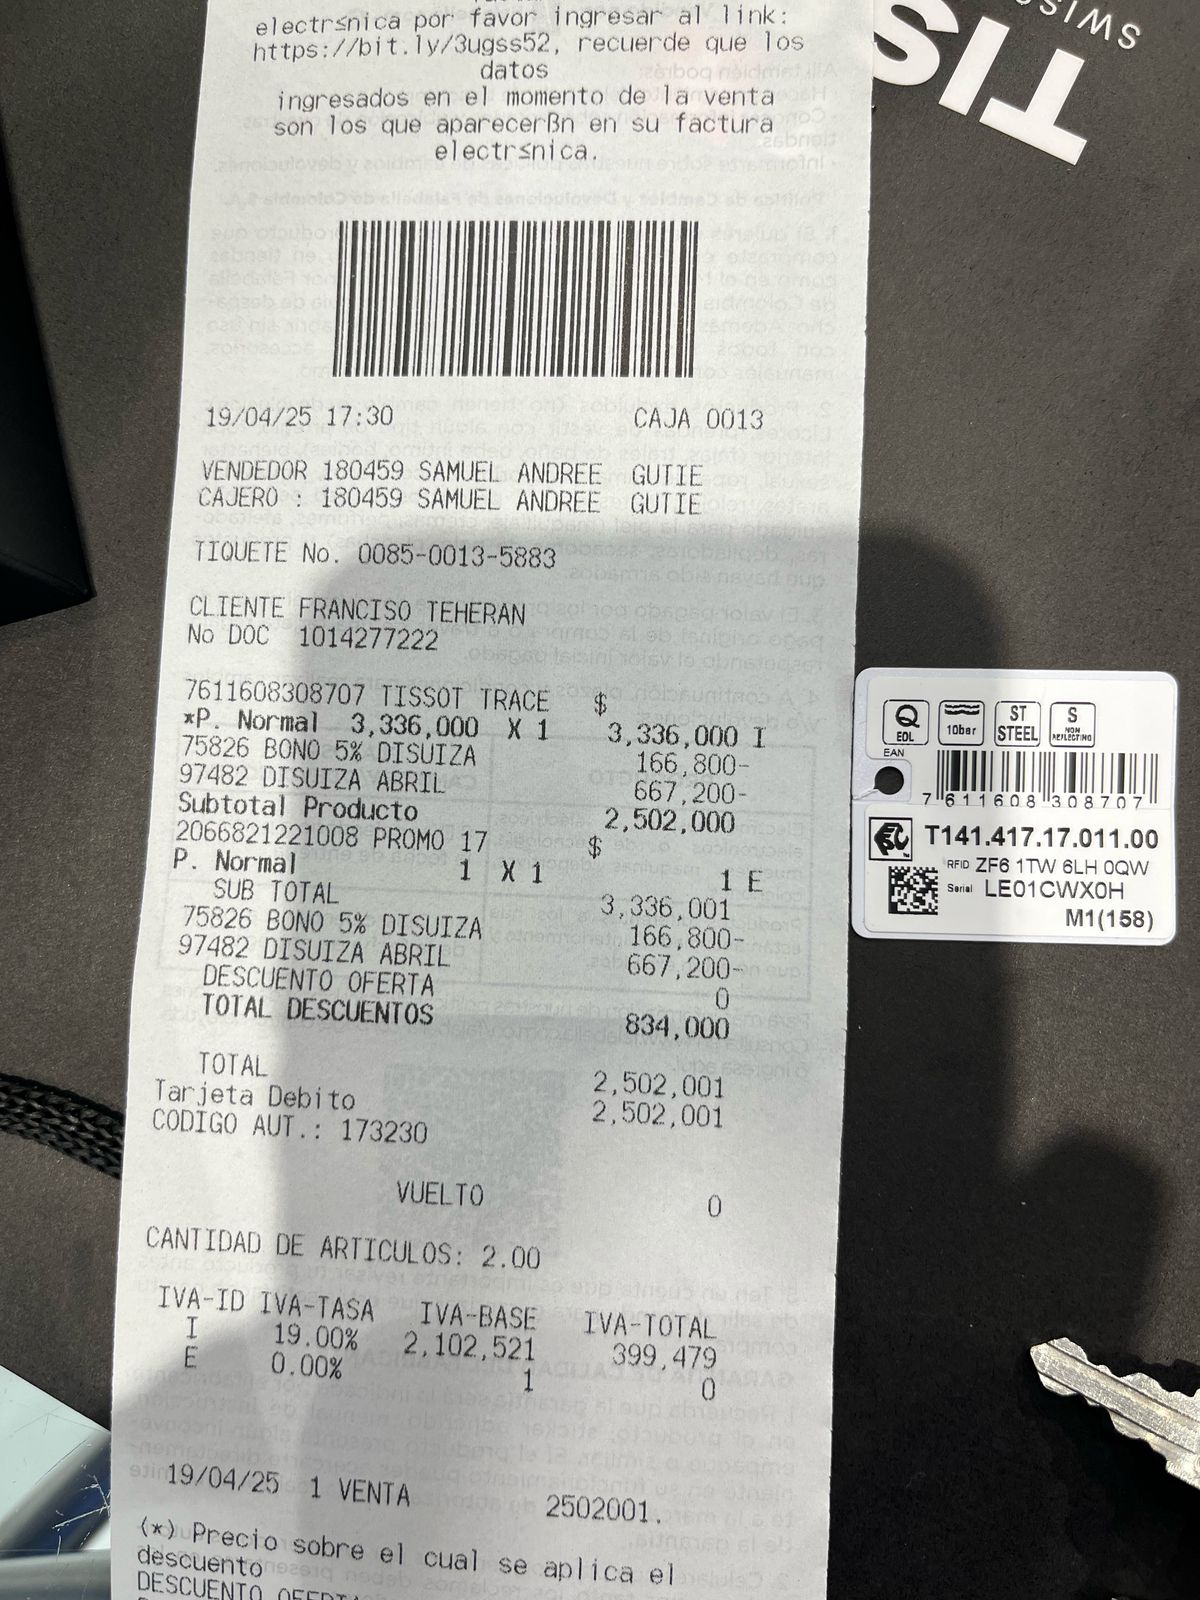 electr≤nica por favor ingresar al link:
https://bit.ly/3ugss52, recuerde que los
datos
ingresados en el momento de la venta
son los que aparecerßn en su factura
electr≤nica.
TIS
SWISS
19/04/25 17:30 CAJA 0013
VENDEDOR 180459 SAMUEL ANDREE GUTIE
CAJERO : 180459 SAMUEL ANDREE GUTIE
TIQUETE No. 0085-0013-5883
CLIENTE FRANCISO TEHERAN
No DOC 1014277222
7611608308707 TISSOT TRACE $
*P. Normal 3,336,000 X 1 3,336,000 I
75826 BONO 5% DISUIZA 166,800-
97482 DISUIZA ABRIL 667,200-
Subtotal Producto 2,502,000
2066821221008 PROMO 17 $
P. Normal 1 X 1 1 E
SUB TOTAL 3,336,001
75826 BONO 5% DISUIZA 166,800-
97482 DISUIZA ABRIL 667,200-
DESCUENTO OFERTA 0
TOTAL DESCUENTOS 834,000
TOTAL 2,502,001
Tarjeta Debito 2,502,001
CODIGO AUT.: 173230
VUELTO 0
CANTIDAD DE ARTICULOS: 2.00
IVA-ID IVA-TASA IVA-BASE IVA-TOTAL
I 19.00% 2,102,521 399,479
E 0.00% 1 0
19/04/25 1 VENTA 2502001.
(*) Precio sobre el cual se aplica el
descuento
Q EOL
10bar
ST STEEL
S NON REFLECTING
EAN
7 611608 308707
T141.417.17.011.00
RFID ZF6 1TW 6LH 0QW
Serial LE01CWX0H
M1(158)